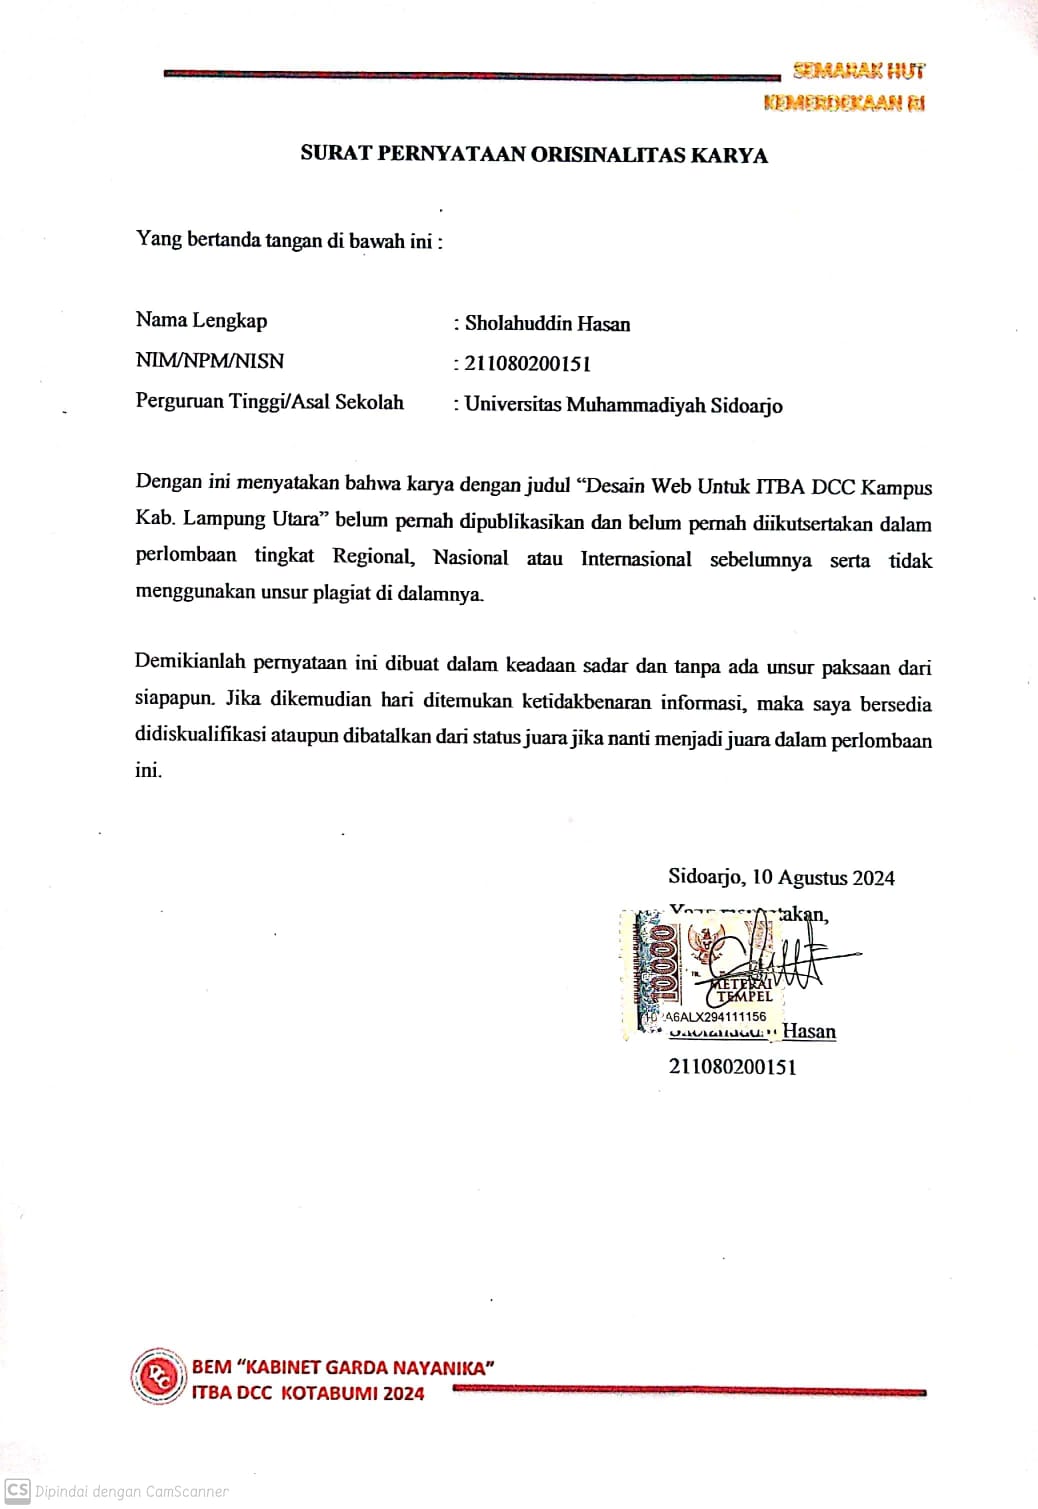 SEMARAK HUT
KEMERDEKAAN RI
SURAT PERNYATAAN ORISINALITAS KARYA
Yang bertanda tangan di bawah ini :
Nama Lengkap : Sholahuddin Hasan
NIM/NPM/NISN : 211080200151
Perguruan Tinggi/Asal Sekolah : Universitas Muhammadiyah Sidoarjo
Dengan ini menyatakan bahwa karya dengan judul “Desain Web Untuk ITBA DCC Kampus
Kab. Lampung Utara” belum pernah dipublikasikan dan belum pernah diikutsertakan dalam
perlombaan tingkat Regional, Nasional atau Internasional sebelumnya serta tidak
menggunakan unsur plagiat di dalamnya.
Demikianlah pernyataan ini dibuat dalam keadaan sadar dan tanpa ada unsur paksaan dari
siapapun. Jika dikemudian hari ditemukan ketidakbenaran informasi, maka saya bersedia
didiskualifikasi ataupun dibatalkan dari status juara jika nanti menjadi juara dalam perlombaan
ini.
Sidoarjo, 10 Agustus 2024
10000
METERAI
TEMPEL
A6ALX294111156
Hasan
211080200151
DCC
BEM “KABINET GARDA NAYANIKA”
ITBA DCC KOTABUMI 2024
CS Dipindai dengan CamScanner